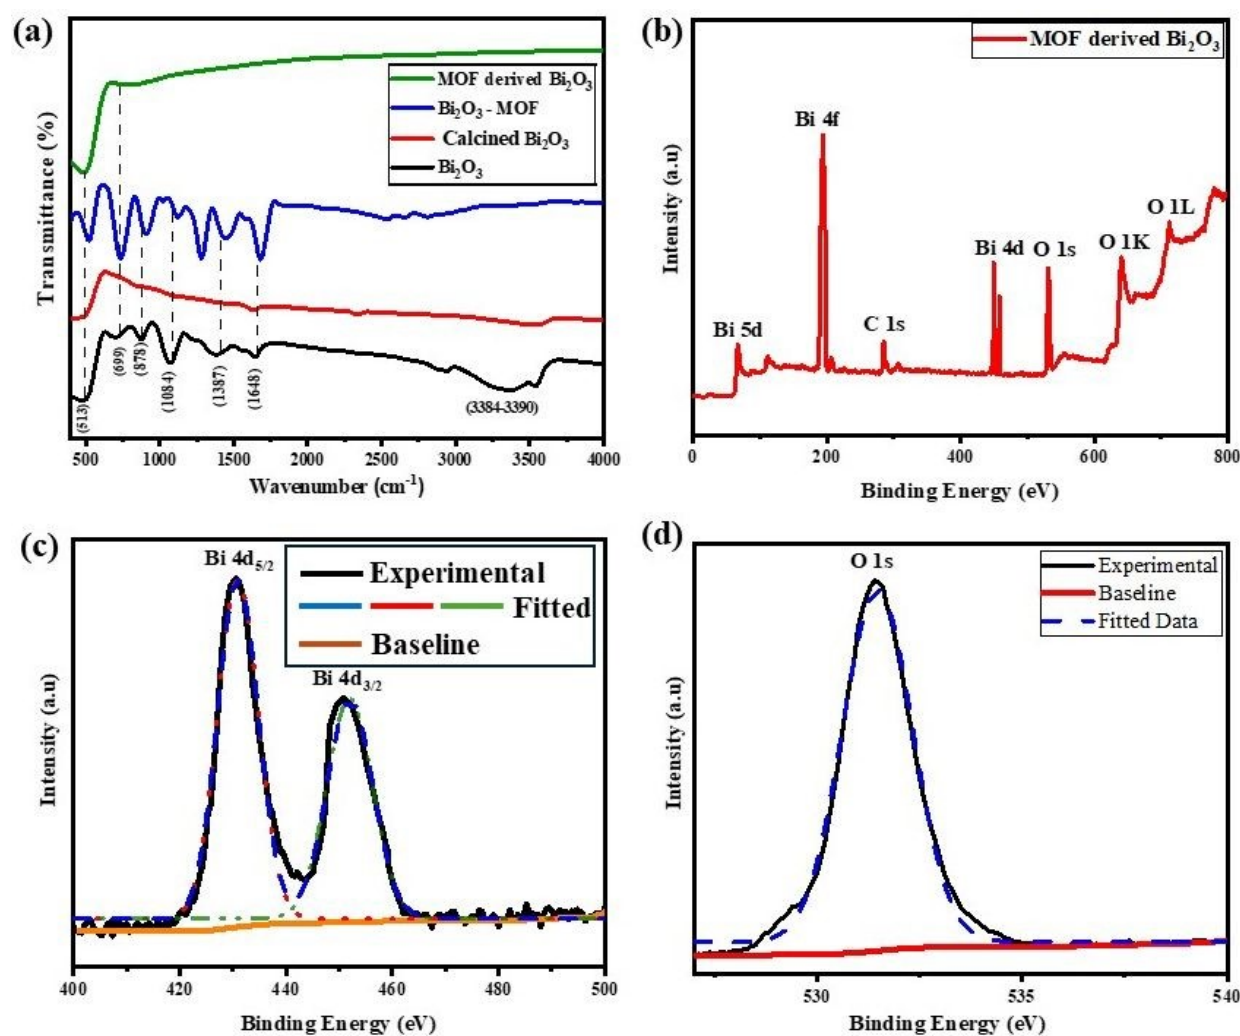 (a)
MOF derived Bi₂O₃
Bi₂O₃ - MOF
Calcined Bi₂O₃
Bi₂O₃
Transmittance (%)
(513)
(699)
(878)
(1084)
(1387)
(1648)
(3384-3390)
500 1000 1500 2000 2500 3000 3500 4000
Wavenumber (cm⁻¹)
(b)
MOF derived Bi₂O₃
Bi 4f
O 1L
Bi 4d
O 1s
O 1K
C 1s
Bi 5d
Intensity (a.u)
0 200 400 600 800
Binding Energy (eV)
(c)
Bi 4d₅/₂
Experimental
Fitted
Baseline
Bi 4d₃/₂
Intensity (a.u)
400 420 440 460 480 500
Binding Energy (eV)
(d)
O 1s
Experimental
Baseline
Fitted Data
Intensity (a.u)
530 535 540
Binding Energy (eV)